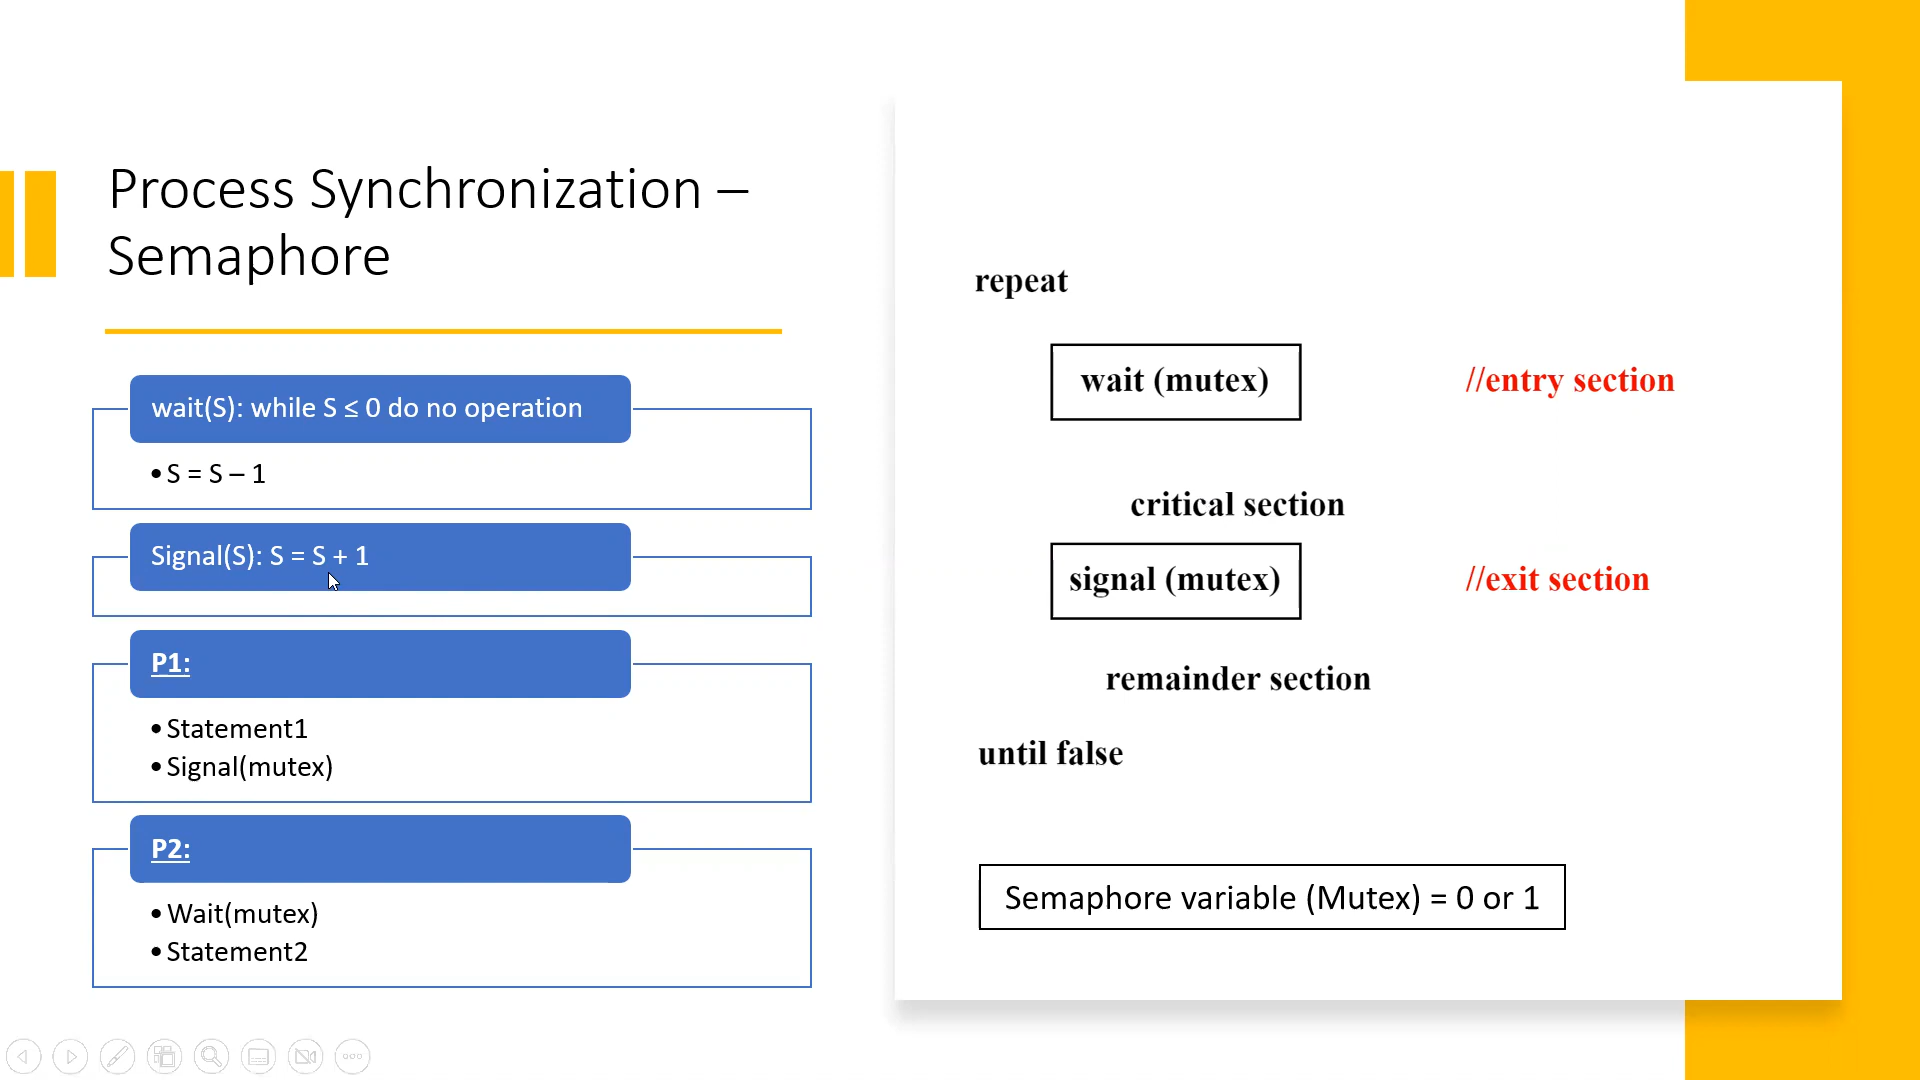 Process Synchronization –
Semaphore
wait(S): while S ≤ 0 do no operation
•S = S – 1
Signal(S): S = S + 1
P1:
•Statement1
•Signal(mutex)
P2:
•Wait(mutex)
•Statement2
repeat
wait (mutex) //entry section
critical section
signal (mutex) //exit section
remainder section
until false
Semaphore variable (Mutex) = 0 or 1